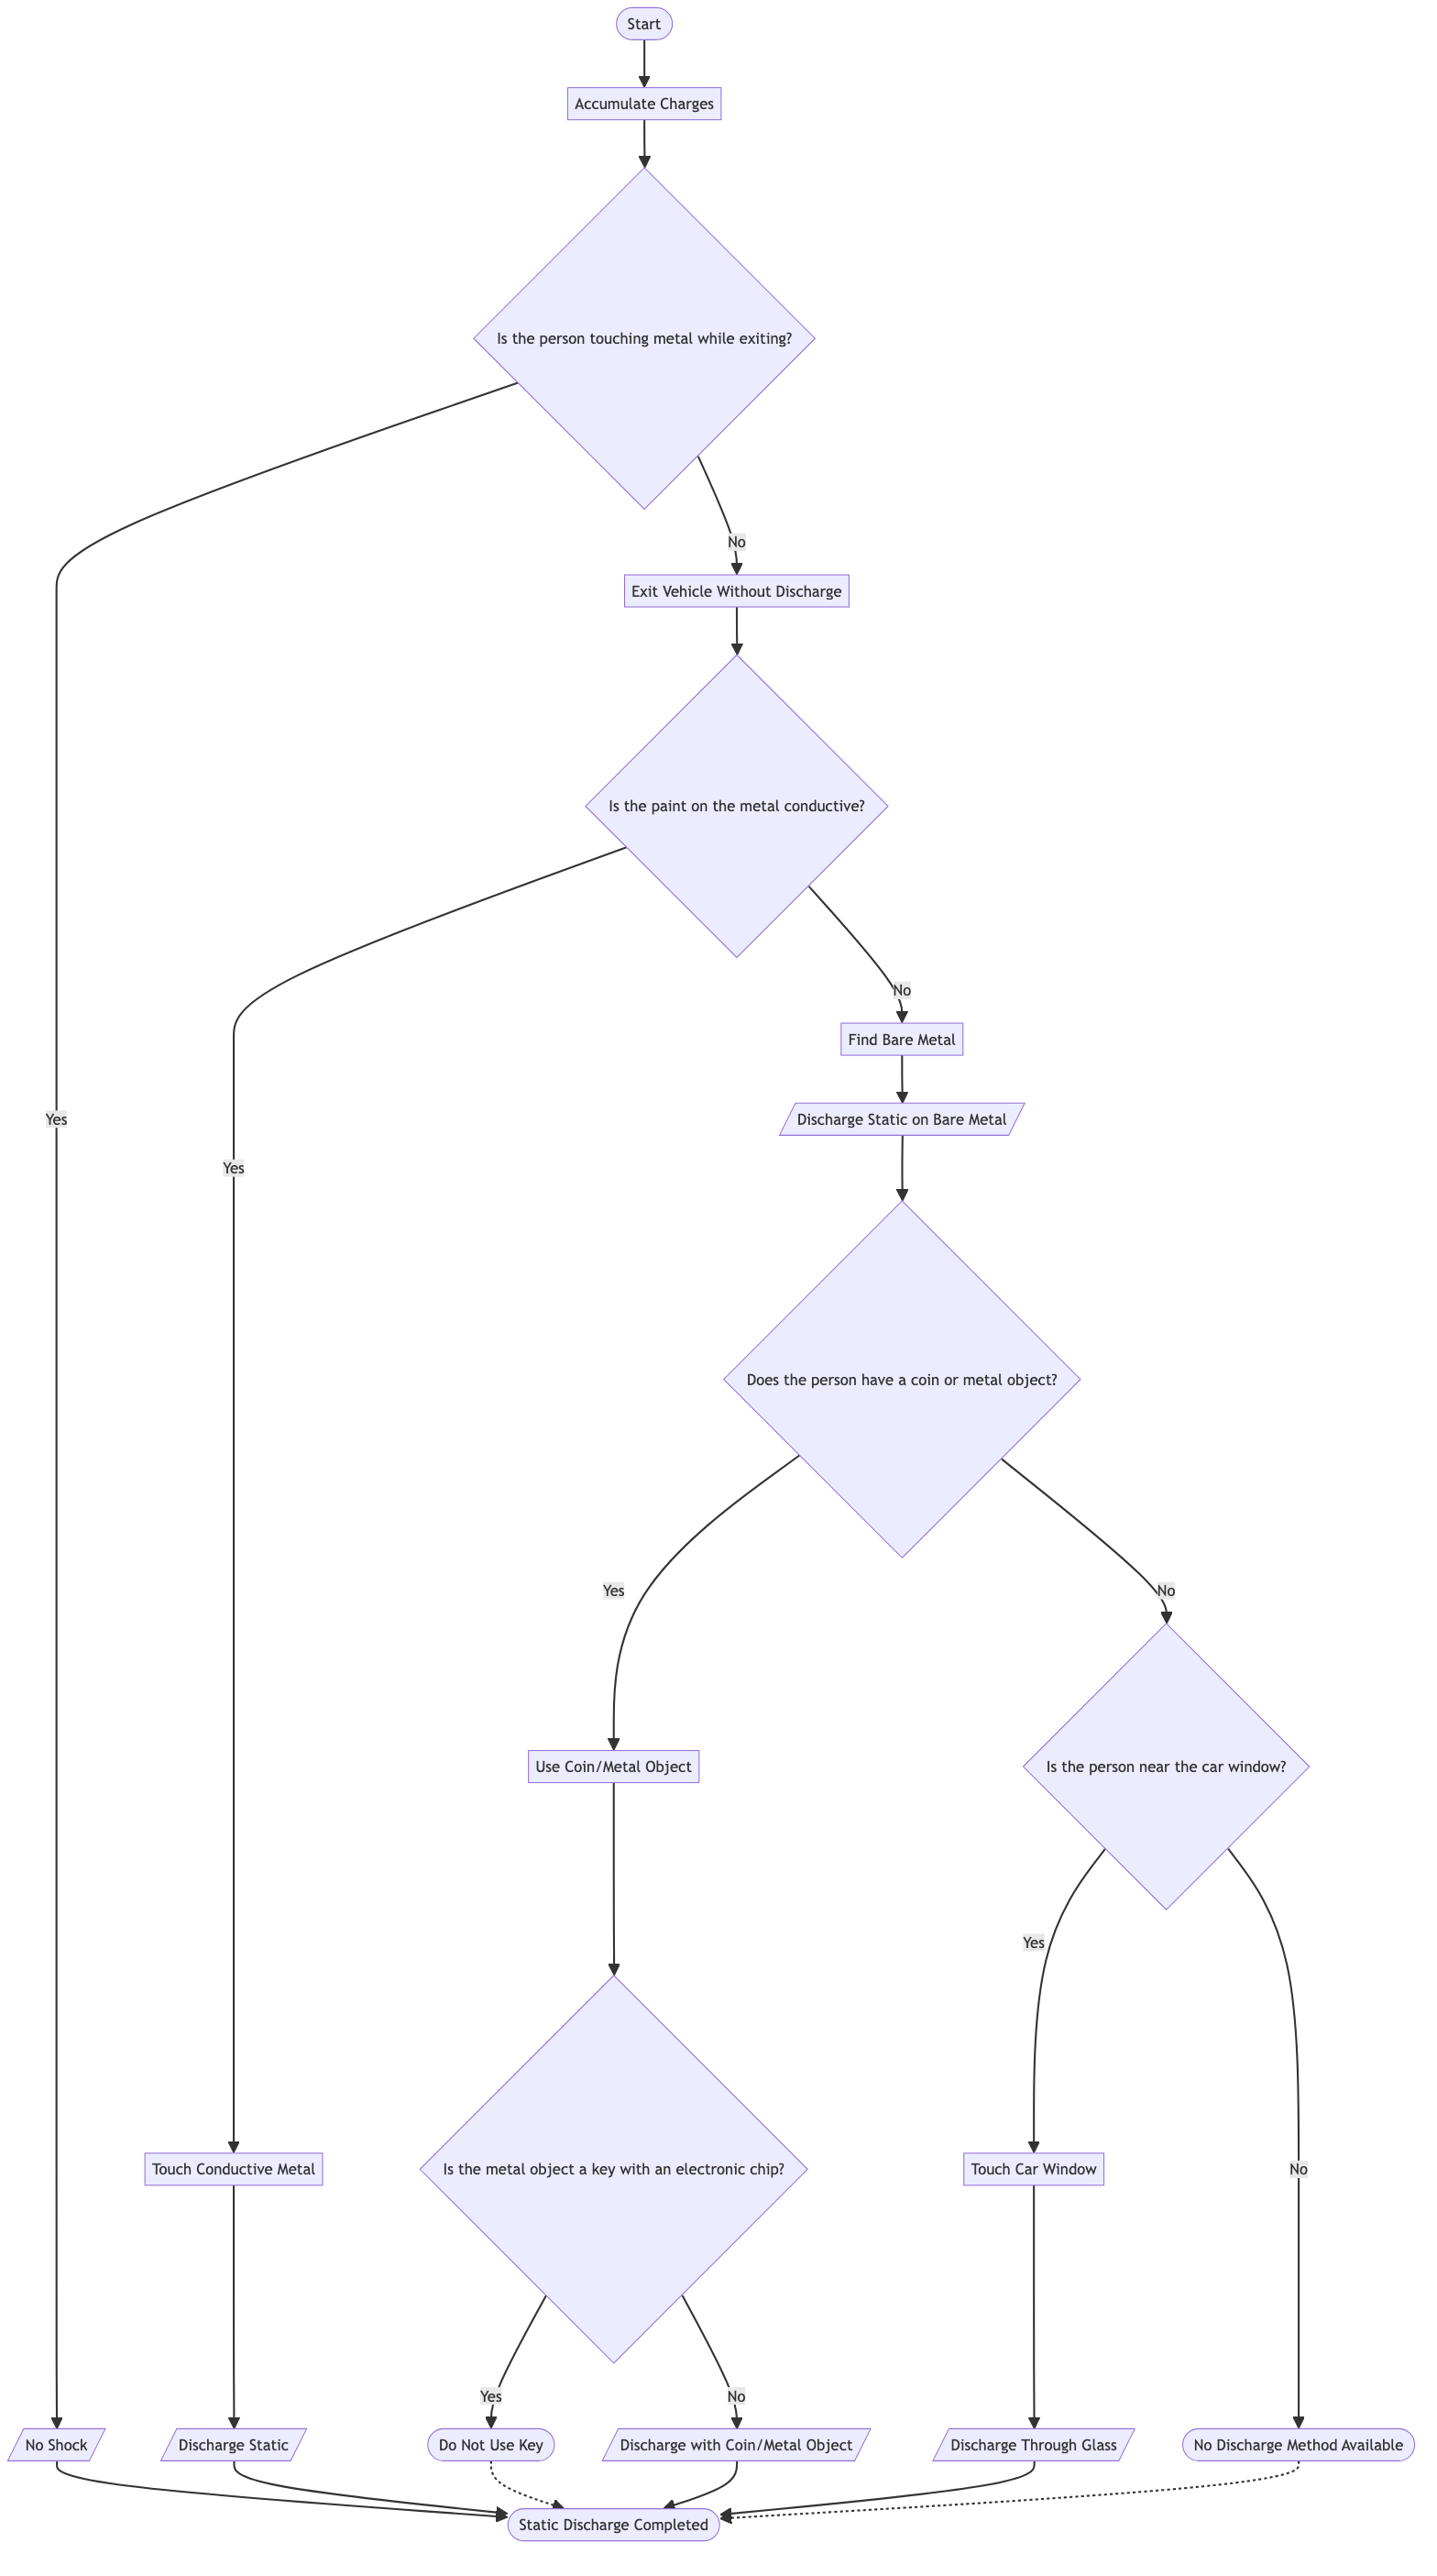 Start
Accumulate Charges
Is the person touching metal while exiting?
No
Exit Vehicle Without Discharge
Is the paint on the metal conductive?
No
Find Bare Metal
Yes
Discharge Static on Bare Metal
Yes
Does the person have a coin or metal object?
Yes
No
Use Coin/Metal Object
Is the person near the car window?
Yes
Touch Conductive Metal
Is the metal object a key with an electronic chip?
Touch Car Window
No
Yes
No
No Shock
Discharge Static
Do Not Use Key
Discharge with Coin/Metal Object
Discharge Through Glass
No Discharge Method Available
Static Discharge Completed